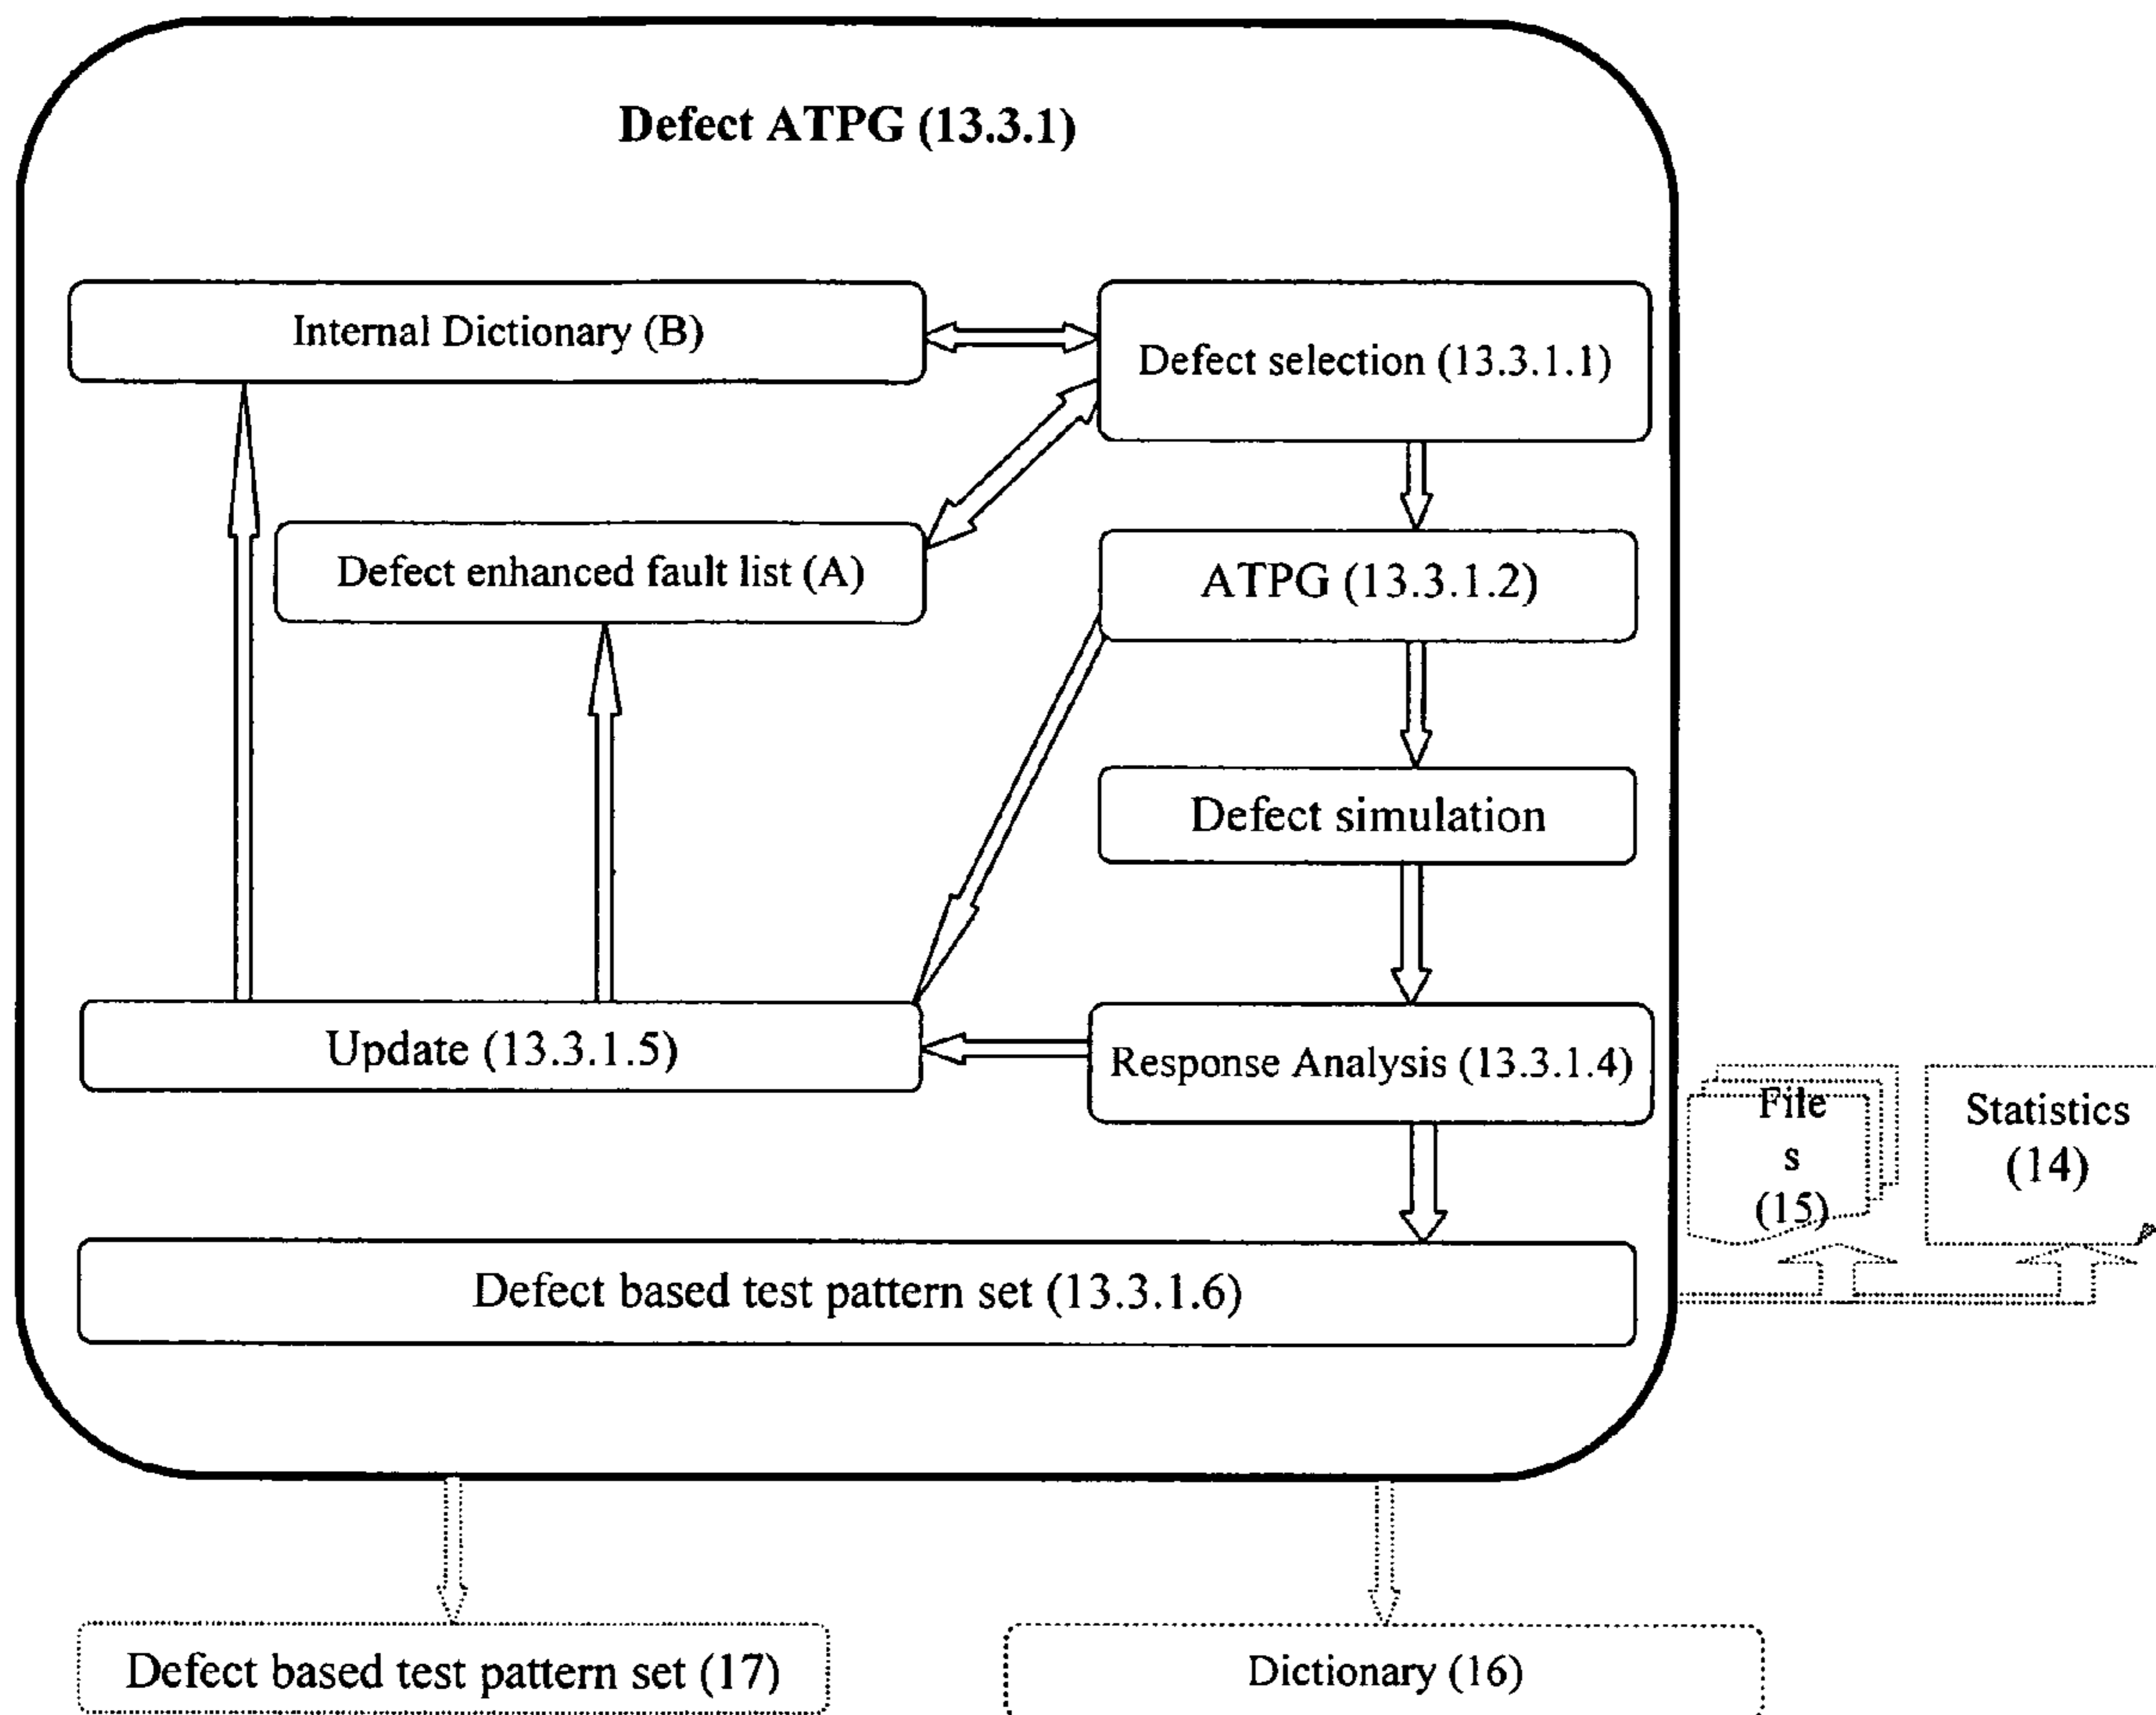 Defect ATPG (13.3.1)
Internal Dictionary (B)
Defect selection (13.3.1.1)
Defect enhanced fault list (A)
ATPG (13.3.1.2)
Defect simulation
Update (13.3.1.5)
Response Analysis (13.3.1.4)
File
s
(15)
Statistics
(14)
Defect based test pattern set (13.3.1.6)
Defect based test pattern set (17)
Dictionary (16)